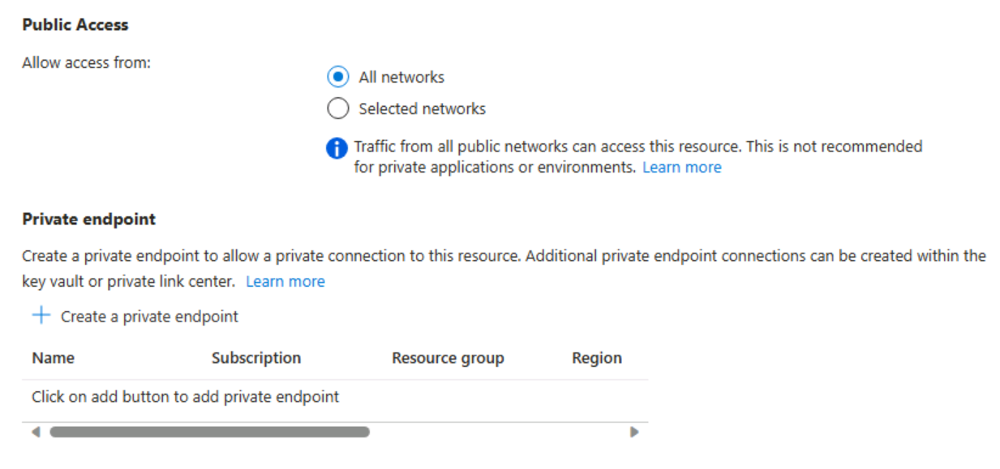 Public Access
Allow access from:
All networks
Selected networks
Traffic from all public networks can access this resource. This is not recommended
for private applications or environments. Learn more
Private endpoint
Create a private endpoint to allow a private connection to this resource. Additional private endpoint connections can be created within the
key vault or private link center. Learn more
Create a private endpoint
Name Subscription Resource group Region
Click on add button to add private endpoint